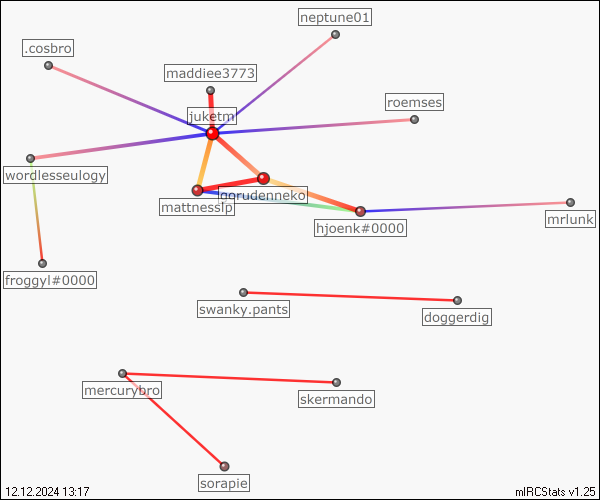 neptune01
.cosbro
maddiee3773
roemses
juketm
wordlesseulogy
gorudenneko
mattnesslp
mrlunk
hjoenk#0000
froggyl#0000
swanky.pants
doggerdig
mercurybro
skermando
sorapie
12.12.2024 13:17
mIRCStats v1.25